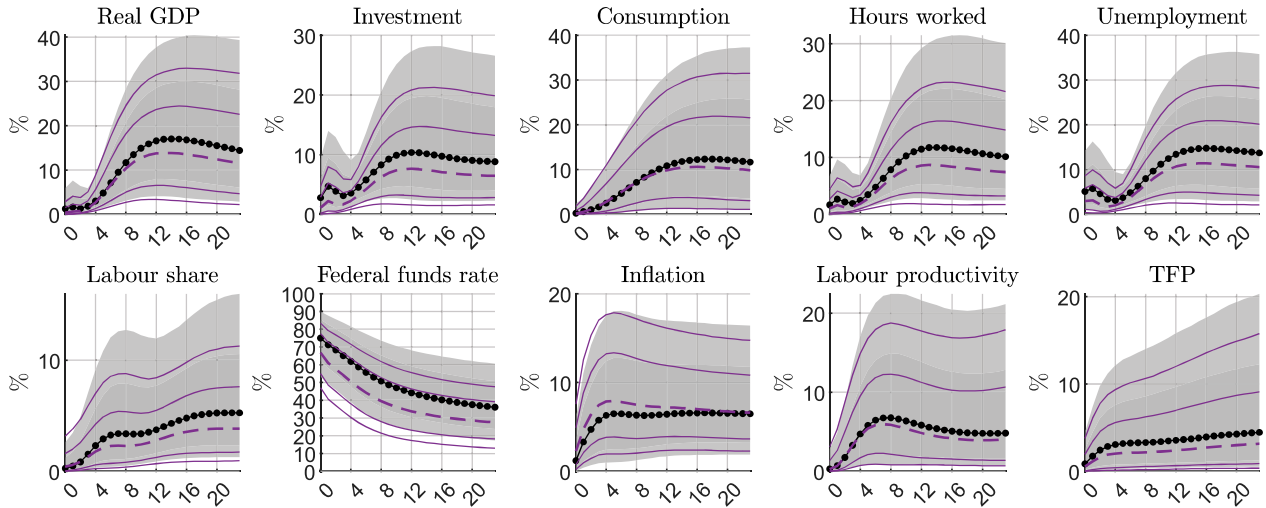 Real GDP
Investment
Consumption
Hours worked
Unemployment
40
30
20
10
0
%
0 4 8 12 16 20
30
20
10
0
%
0 4 8 12 16 20
40
30
20
10
0
%
0 4 8 12 16 20
30
20
10
0
%
0 4 8 12 16 20
40
30
20
10
0
%
0 4 8 12 16 20
Labour share
Federal funds rate
Inflation
Labour productivity
TFP
10
0
%
0 4 8 12 16 20
100
90
80
70
60
50
40
30
20
10
0
%
0 4 8 12 16 20
20
10
0
%
0 4 8 12 16 20
20
10
0
%
0 4 8 12 16 20
20
10
0
%
0 4 8 12 16 20